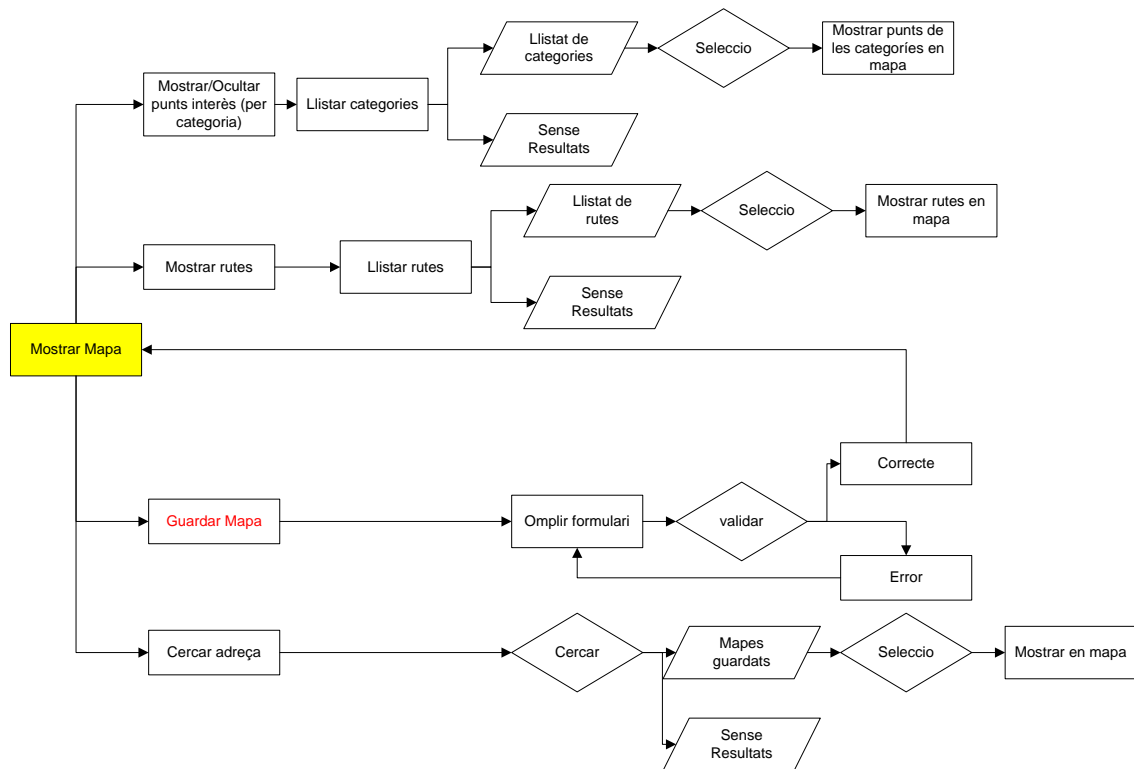 Mostrar/Ocultar
punts interès (per
categoria)
Llistar categories
Llistat de
categories
Seleccio
Mostrar punts de
les categoríes en
mapa
Sense
Resultats
Mostrar rutes
Llistar rutes
Llistat de
rutes
Seleccio
Mostrar rutes en
mapa
Sense
Resultats
Mostrar Mapa
Guardar Mapa
Omplir formulari
validar
Correcte
Error
Cercar adreça
Cercar
Mapes
guardats
Seleccio
Mostrar en mapa
Sense
Resultats